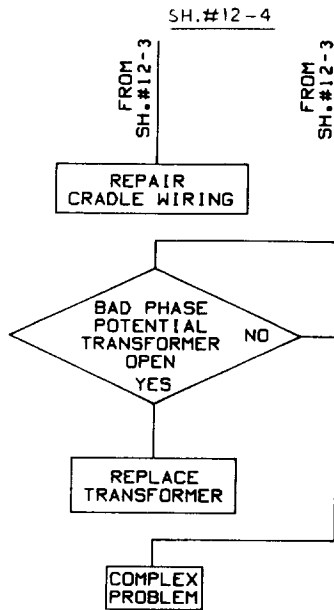 SH.#12-4
FROM
SH.#12-3
FROM
SH.#12-3
REPAIR
CRADLE WIRING
BAD PHASE
POTENTIAL
TRANSFORMER
OPEN
NO
YES
REPLACE
TRANSFORMER
COMPLEX
PROBLEM